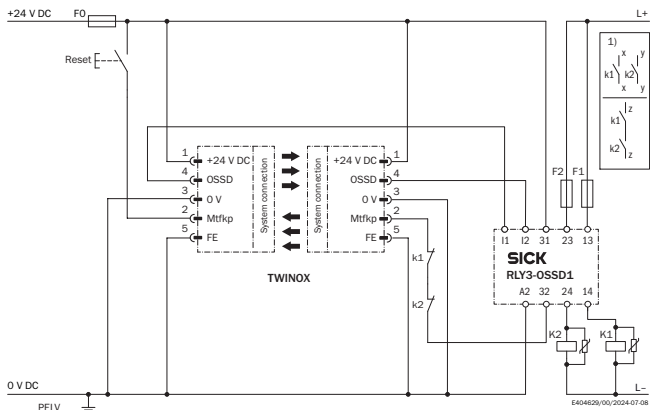 +24 V DC F0 L+
Reset
1)
x y
k1 k2
x y
z
k1
k2
z
1 +24 V DC System connection System connection +24 V DC 1
4 OSSD OSSD 4
3 0 V 0 V 3
2 Mtfkp Mtfkp 2
5 FE FE 5
TWINOX
k1
k2
F2 F1
I1 I2 31 23 13
SICK
RLY3-OSSD1
A2 32 24 14
K2 K1
0 V DC L–
PELV
E404629/00/2024-07-08